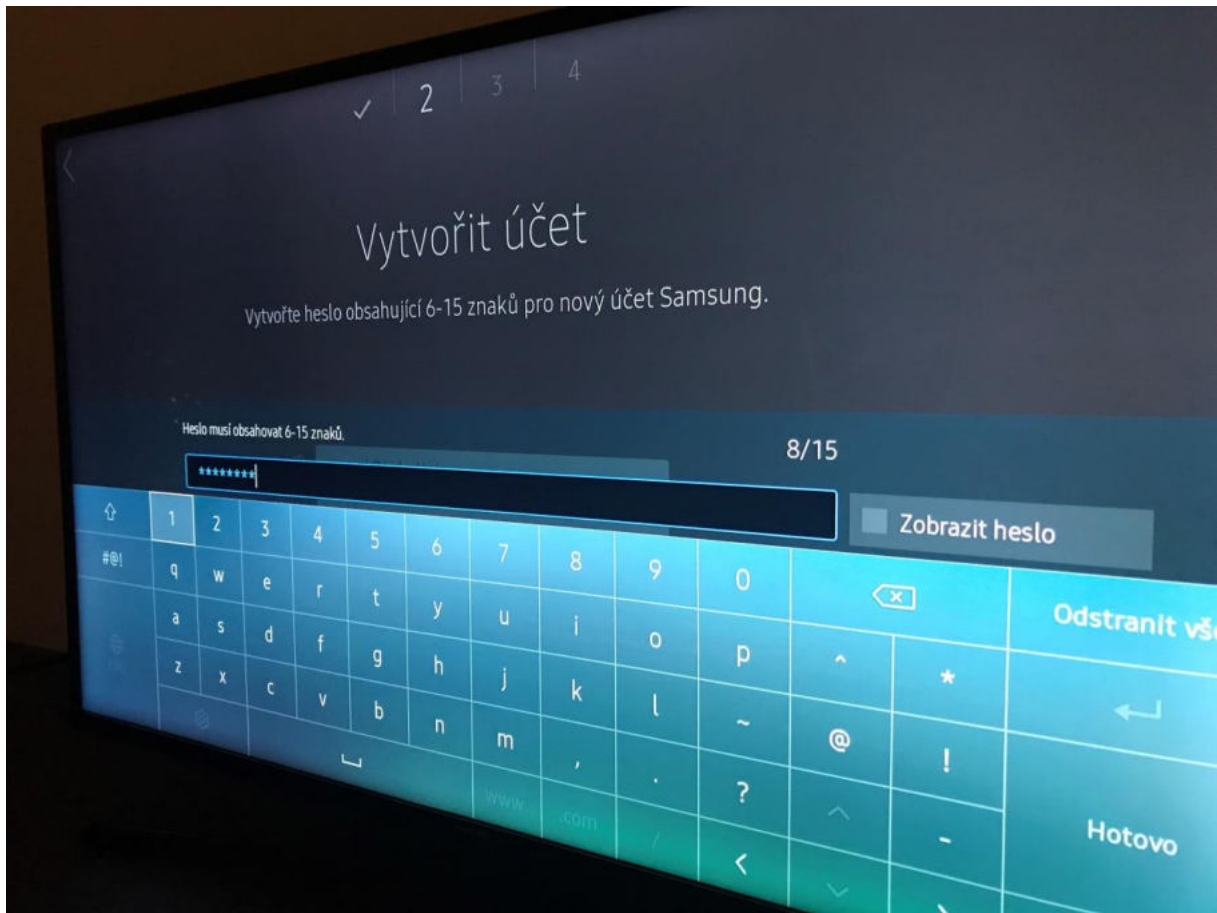 2 3 4
Vytvořit účet
Vytvořte heslo obsahující 6-15 znaků pro nový účet Samsung.
Heslo musí obsahovat 6-15 znaků.
8/15
********
Zobrazit heslo
1 2 3 4 5 6 7 8 9 0
#@! q w e r t y u i o p ^ *
Odstranit vše
a s d f g h j k l ~ @ !
z x c v b n m , . ? -
www. .com / <
Hotovo